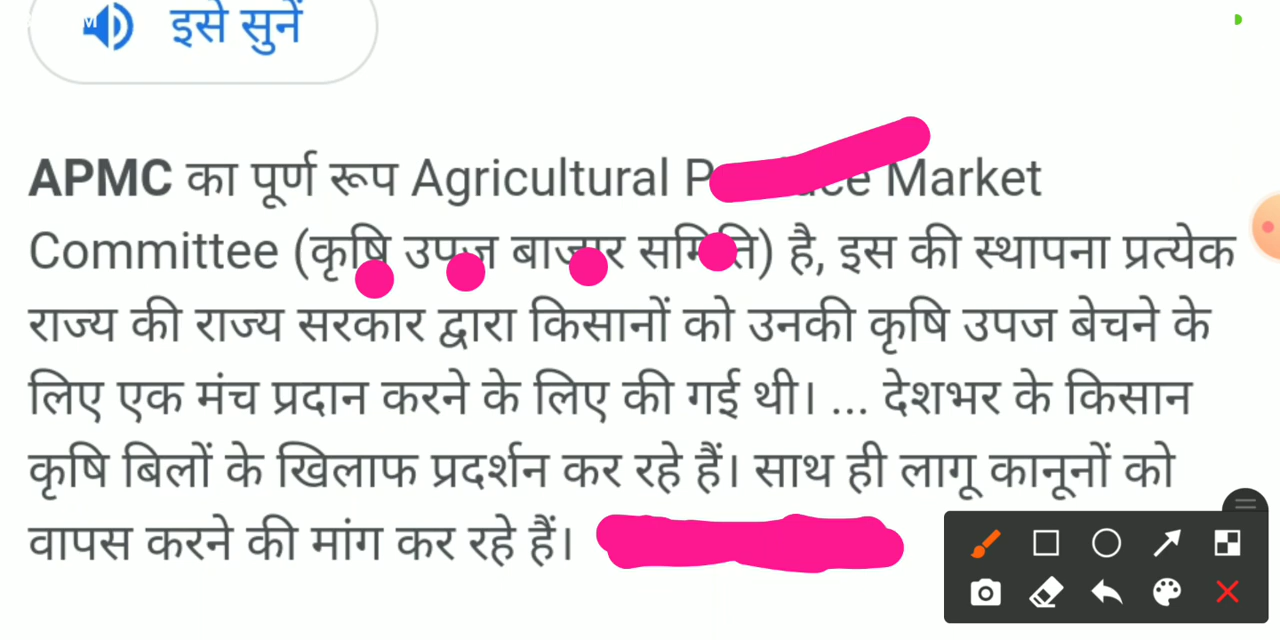 इसे सुनें
APMC का पूर्ण रूप Agricultural Market
Committee (कृषि उपज बाजार समिति) है, इस की स्थापना प्रत्येक
राज्य की राज्य सरकार द्वारा किसानों को उनकी कृषि उपज बेचने के
लिए एक मंच प्रदान करने के लिए की गई थी। ... देशभर के किसान
कृषि बिलों के खिलाफ प्रदर्शन कर रहे हैं। साथ ही लागू कानूनों को
वापस करने की मांग कर रहे हैं।